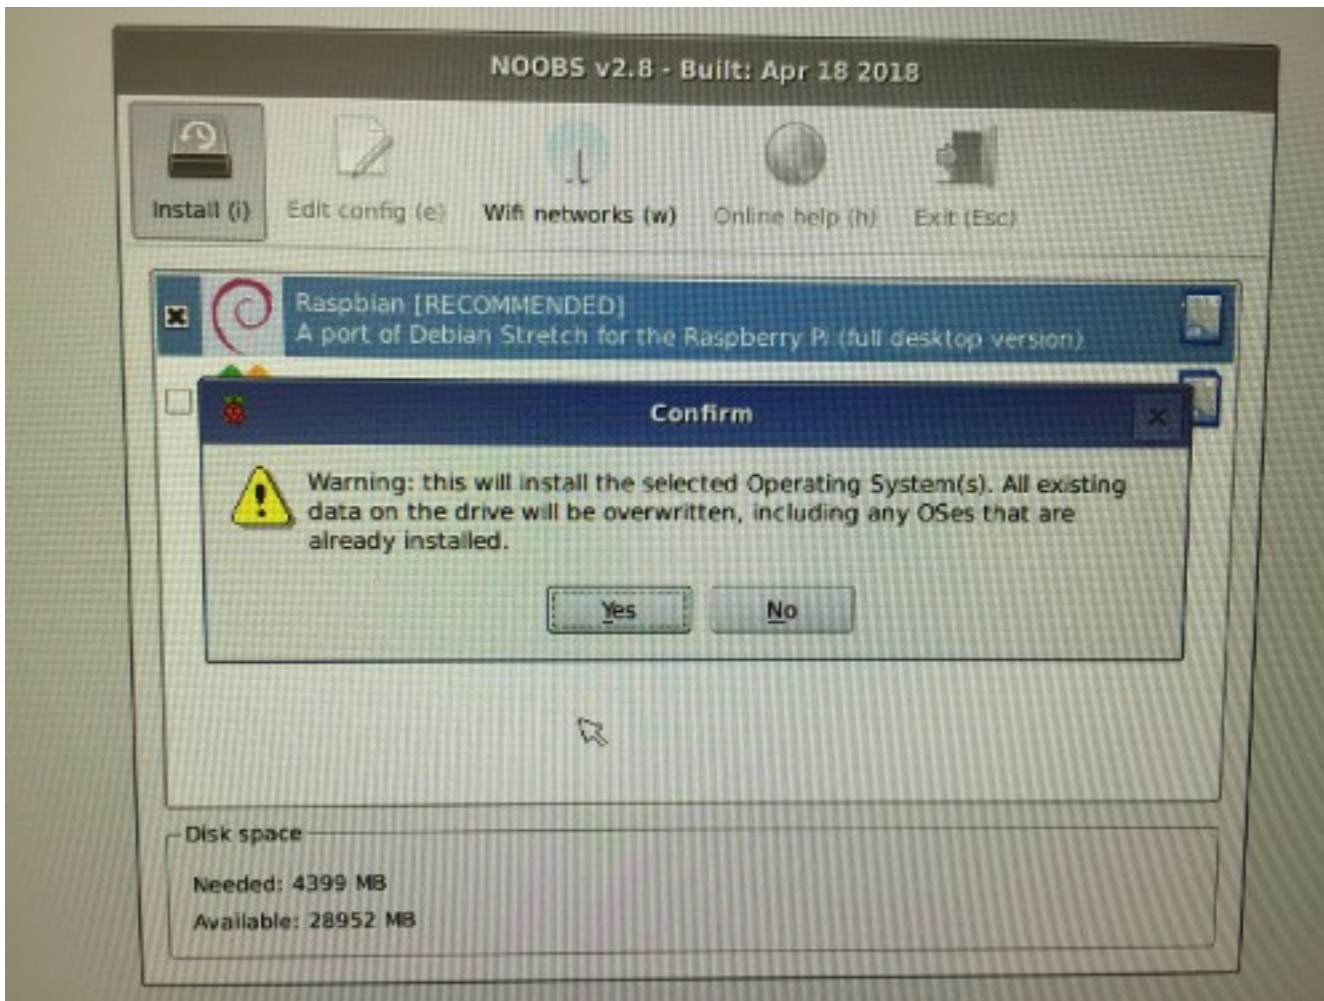 NOOBS v2.8 - Built: Apr 18 2018
Install (i)
Edit config (e)
Wifi networks (w)
Online help (h)
Exit (Esc)
Raspbian [RECOMMENDED]
A port of Debian Stretch for the Raspberry Pi (full desktop version)
Confirm
Warning: this will install the selected Operating System(s). All existing
data on the drive will be overwritten, including any OSes that are
already installed.
Yes
No
Disk space
Needed: 4399 MB
Available: 28952 MB